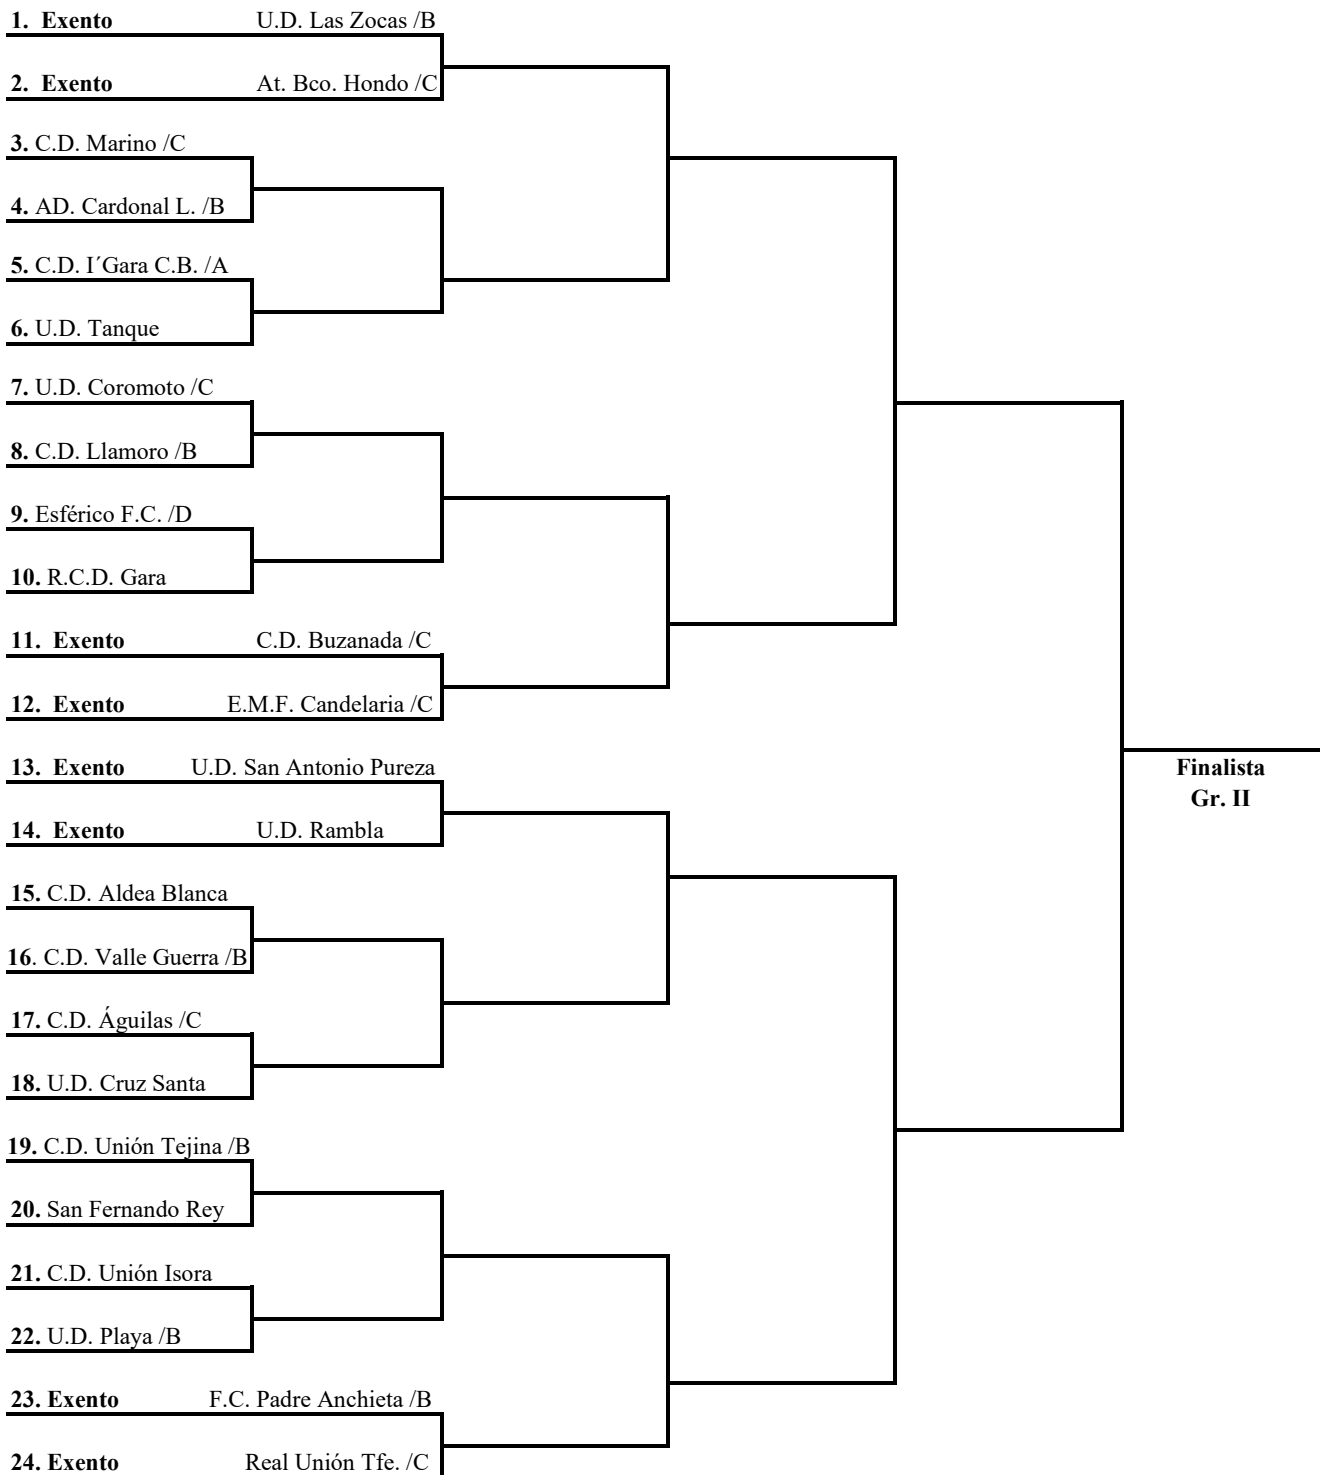 1. Exento U.D. Las Zocas /B
2. Exento At. Bco. Hondo /C
3. C.D. Marino /C
4. AD. Cardonal L. /B
5. C.D. I´Gara C.B. /A
6. U.D. Tanque
7. U.D. Coromoto /C
8. C.D. Llamoro /B
9. Esférico F.C. /D
10. R.C.D. Gara
11. Exento C.D. Buzanada /C
12. Exento E.M.F. Candelaria /C
13. Exento U.D. San Antonio Pureza
Finalista
Gr. II
14. Exento U.D. Rambla
15. C.D. Aldea Blanca
16. C.D. Valle Guerra /B
17. C.D. Águilas /C
18. U.D. Cruz Santa
19. C.D. Unión Tejina /B
20. San Fernando Rey
21. C.D. Unión Isora
22. U.D. Playa /B
23. Exento F.C. Padre Anchieta /B
24. Exento Real Unión Tfe. /C